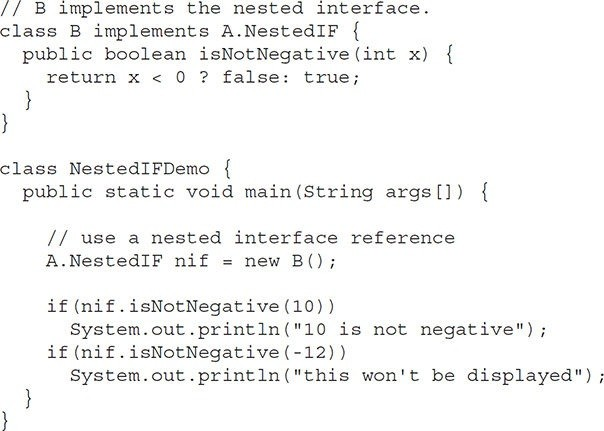 // B implements the nested interface.
class B implements A.NestedIF {
  public boolean isNotNegative(int x) {
    return x < 0 ? false: true;
  }
}

class NestedIFDemo {
  public static void main(String args[]) {

    // use a nested interface reference
    A.NestedIF nif = new B();

    if(nif.isNotNegative(10))
      System.out.println("10 is not negative");
    if(nif.isNotNegative(-12))
      System.out.println("this won't be displayed");
  }
}